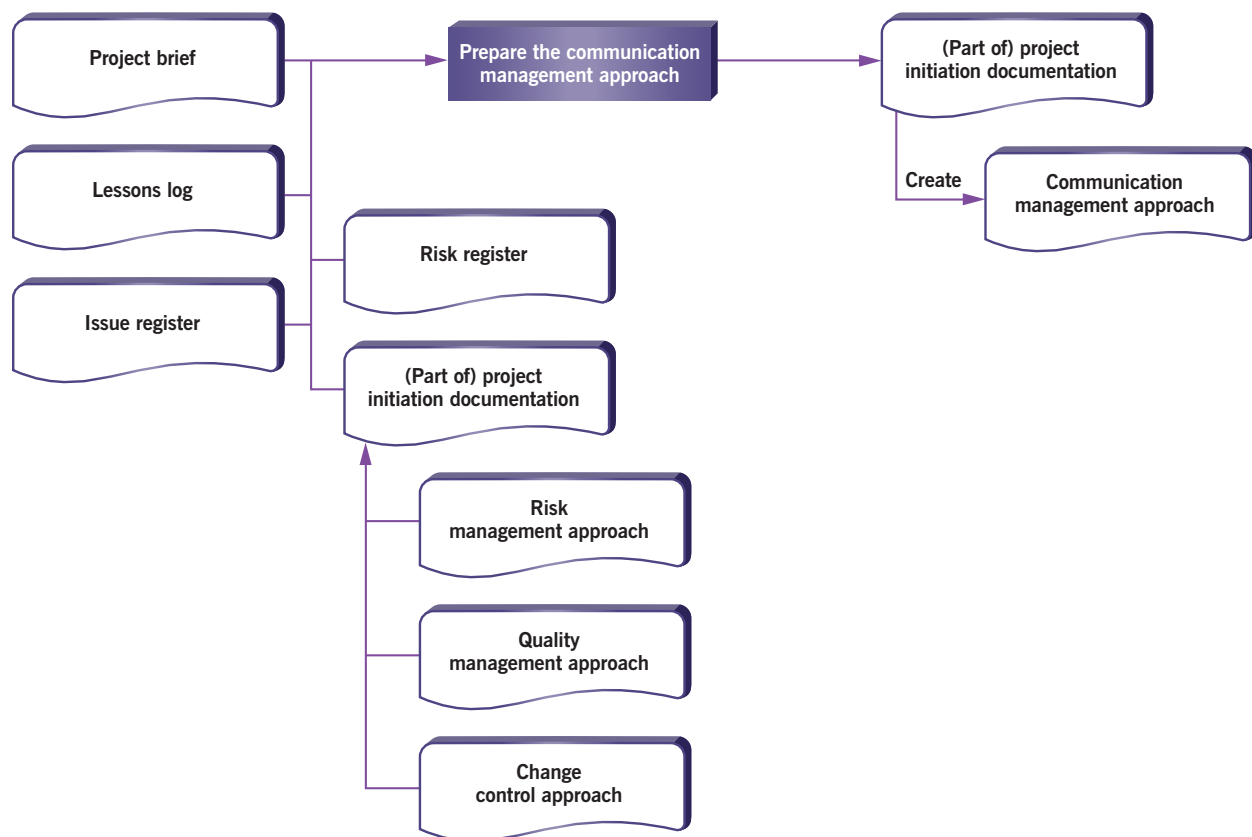 Project brief
Prepare the communication
management approach
(Part of) project
initiation documentation
Lessons log
Create
Communication
management approach
Risk register
Issue register
(Part of) project
initiation documentation
Risk
management approach
Quality
management approach
Change
control approach